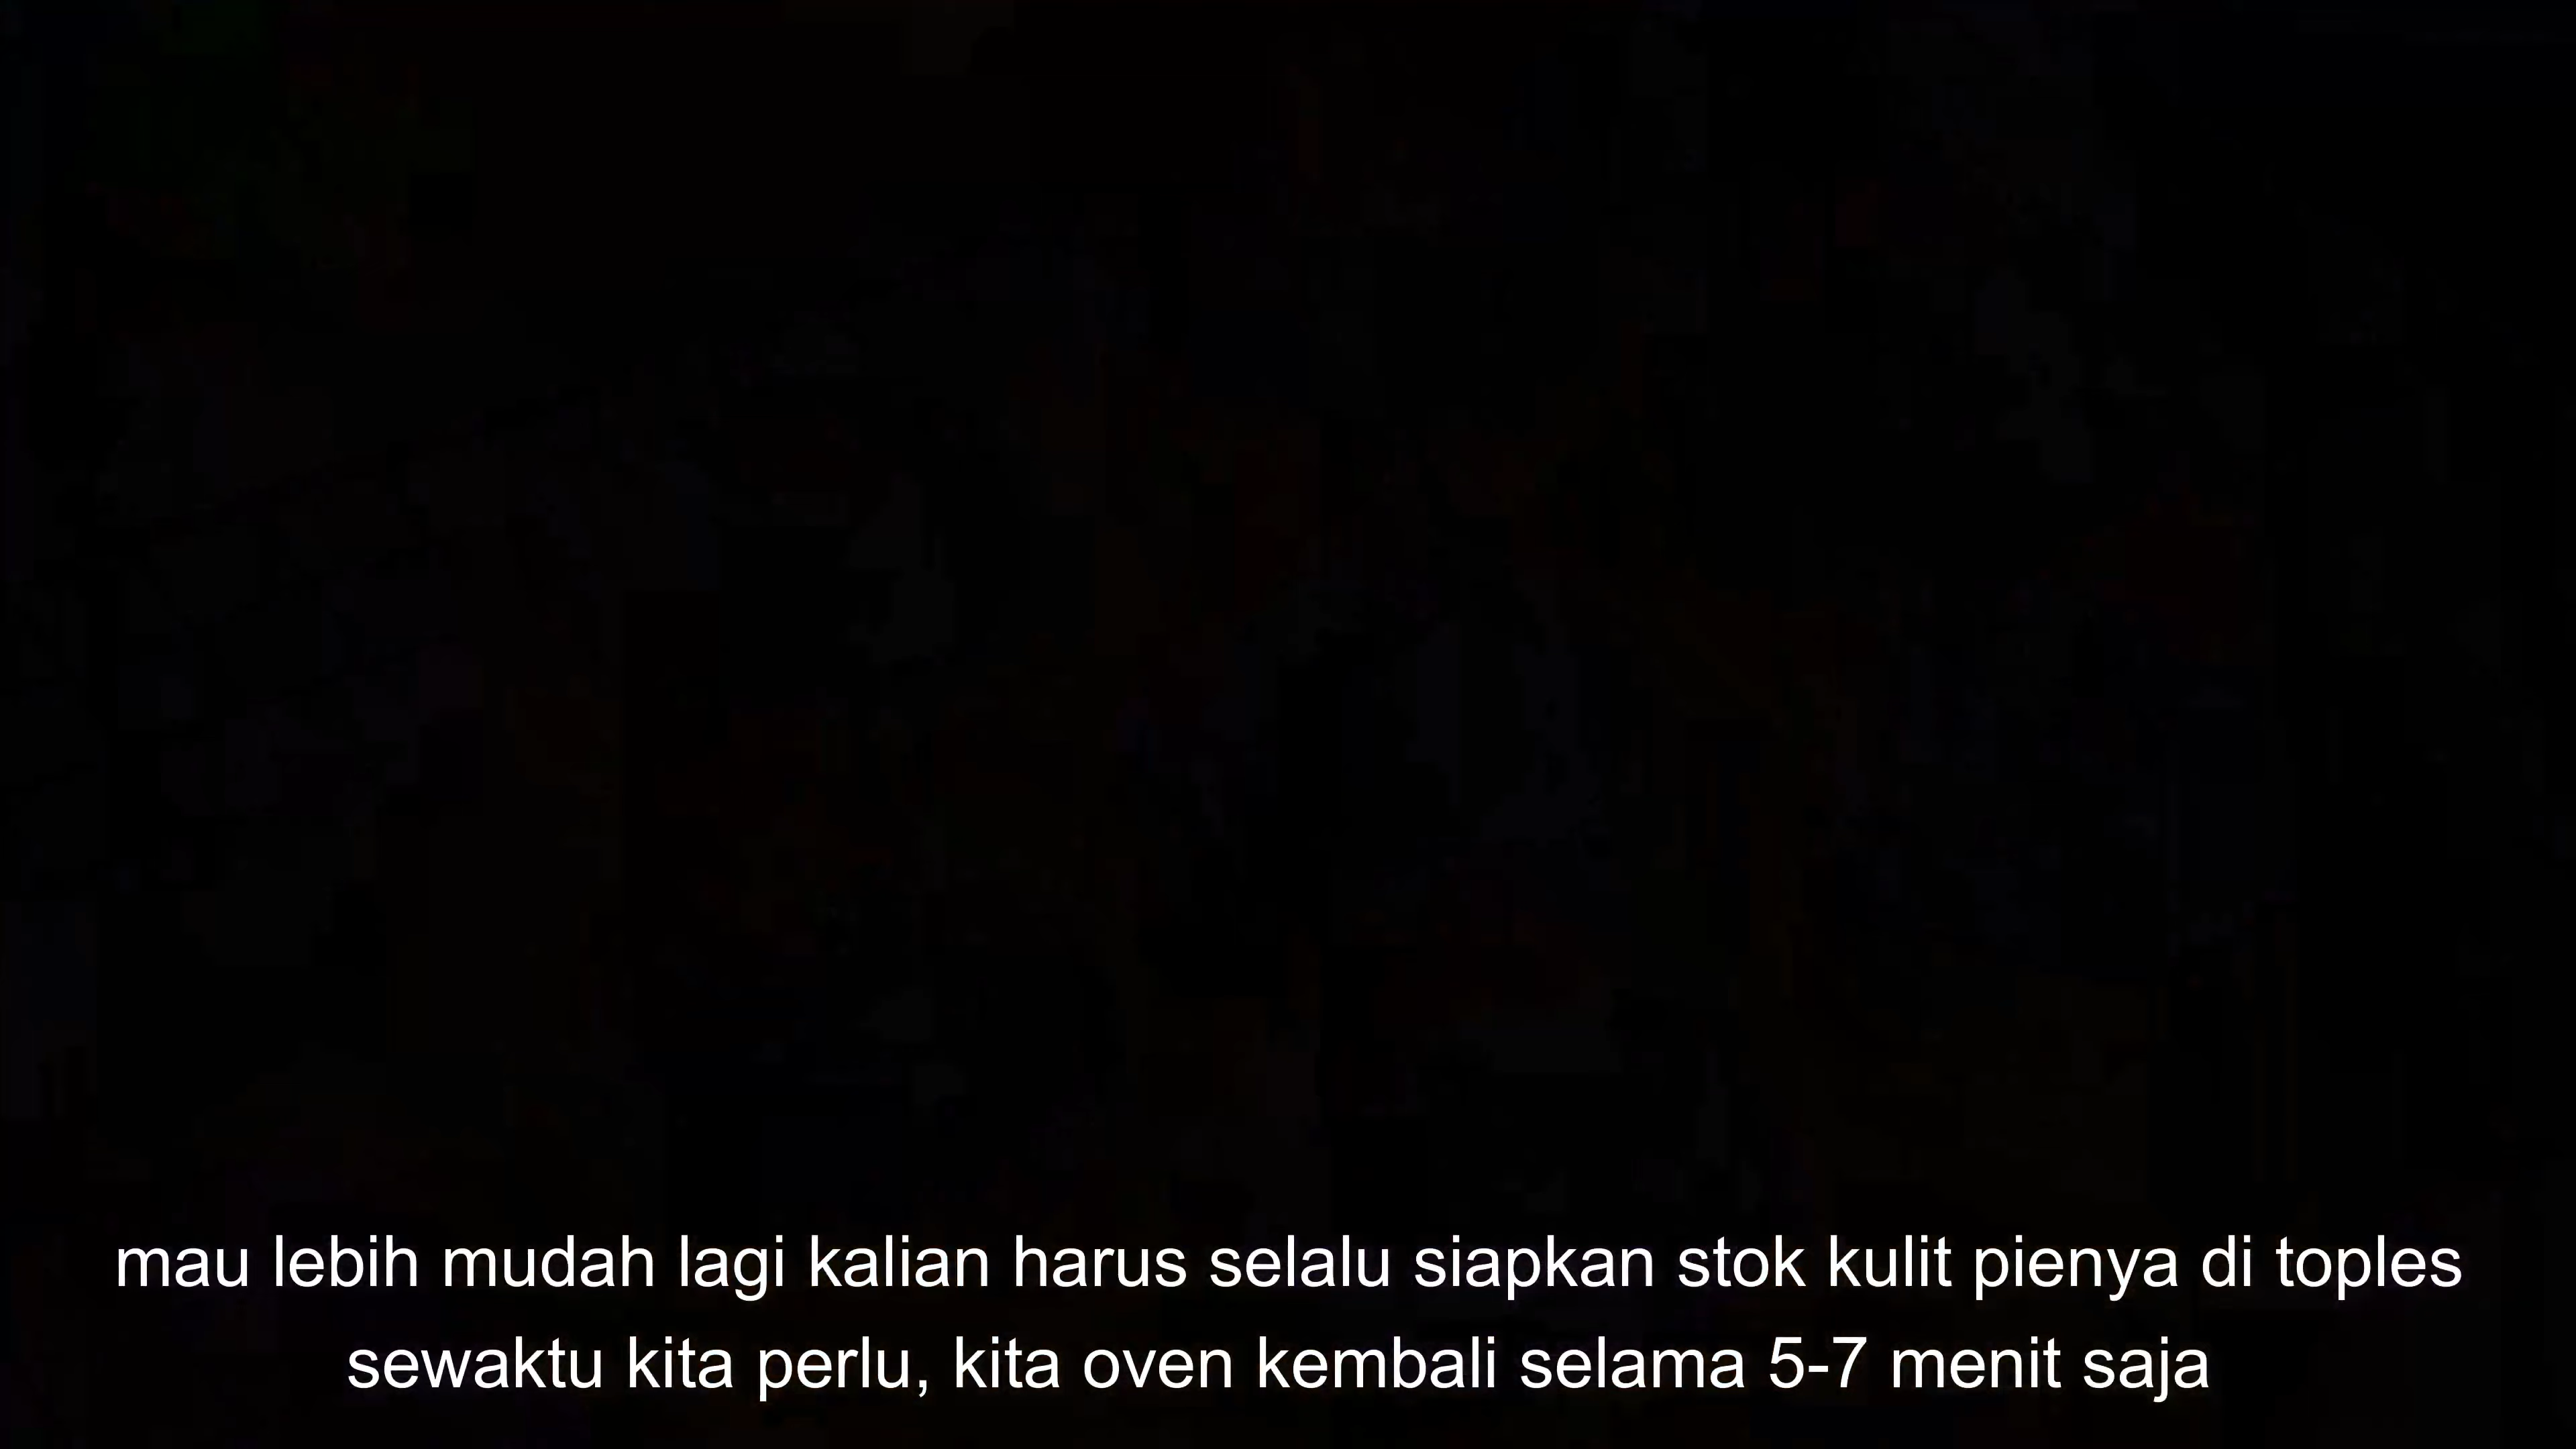 mau lebih mudah lagi kalian harus selalu siapkan stok kulit pienya di toples
sewaktu kita perlu, kita oven kembali selama 5-7 menit saja